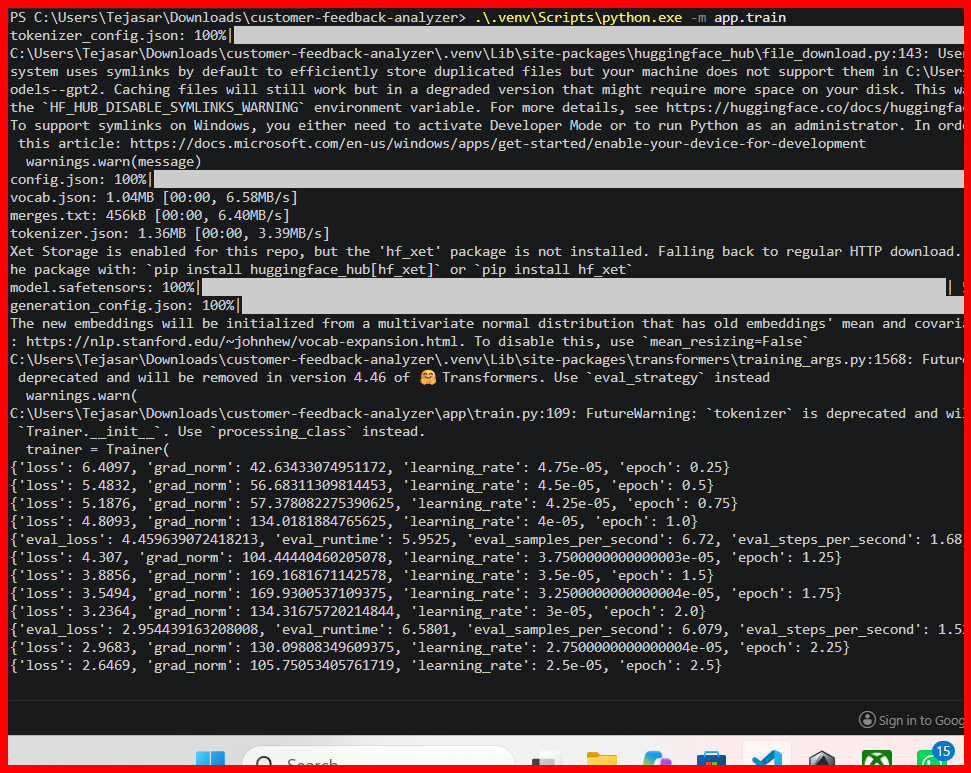 PS C:\Users\Tejasar\Downloads\customer-feedback-analyzer> .\.venv\Scripts\python.exe -m app.train
tokenizer_config.json: 100%|
C:\Users\Tejasar\Downloads\customer-feedback-analyzer\.venv\Lib\site-packages\huggingface_hub\file_download.py:143: Use
system uses symlinks by default to efficiently store duplicated files but your machine does not support them in C:\Users
odels--gpt2. Caching files will still work but in a degraded version that might require more space on your disk. This wa
the `HF_HUB_DISABLE_SYMLINKS_WARNING` environment variable. For more details, see https://huggingface.co/docs/huggingfac
To support symlinks on Windows, you either need to activate Developer Mode or to run Python as an administrator. In orde
this article: https://docs.microsoft.com/en-us/windows/apps/get-started/enable-your-device-for-development
warnings.warn(message)
config.json: 100%|
vocab.json: 1.04MB [00:00, 6.58MB/s]
merges.txt: 456kB [00:00, 6.40MB/s]
tokenizer.json: 1.36MB [00:00, 3.39MB/s]
Xet Storage is enabled for this repo, but the 'hf_xet' package is not installed. Falling back to regular HTTP download.
he package with: `pip install huggingface_hub[hf_xet]` or `pip install hf_xet`
model.safetensors: 100%| |
generation_config.json: 100%|
The new embeddings will be initialized from a multivariate normal distribution that has old embeddings' mean and covaria
: https://nlp.stanford.edu/~johnhew/vocab-expansion.html. To disable this, use `mean_resizing=False`
C:\Users\Tejasar\Downloads\customer-feedback-analyzer\.venv\Lib\site-packages\transformers\training_args.py:1568: Futur
deprecated and will be removed in version 4.46 of 🤗 Transformers. Use `eval_strategy` instead
warnings.warn(
C:\Users\Tejasar\Downloads\customer-feedback-analyzer\app\train.py:109: FutureWarning: `tokenizer` is deprecated and wil
`Trainer.__init__`. Use `processing_class` instead.
trainer = Trainer(
{'loss': 6.4097, 'grad_norm': 42.63433074951172, 'learning_rate': 4.75e-05, 'epoch': 0.25}
{'loss': 5.4832, 'grad_norm': 56.68311309814453, 'learning_rate': 4.5e-05, 'epoch': 0.5}
{'loss': 5.1876, 'grad_norm': 57.378082275390625, 'learning_rate': 4.25e-05, 'epoch': 0.75}
{'loss': 4.8093, 'grad_norm': 134.0181884765625, 'learning_rate': 4e-05, 'epoch': 1.0}
{'eval_loss': 4.459639072418213, 'eval_runtime': 5.9525, 'eval_samples_per_second': 6.72, 'eval_steps_per_second': 1.68
{'loss': 4.307, 'grad_norm': 104.44440460205078, 'learning_rate': 3.7500000000000003e-05, 'epoch': 1.25}
{'loss': 3.8856, 'grad_norm': 169.1681671142578, 'learning_rate': 3.5e-05, 'epoch': 1.5}
{'loss': 3.5494, 'grad_norm': 169.9300537109375, 'learning_rate': 3.2500000000000004e-05, 'epoch': 1.75}
{'loss': 3.2364, 'grad_norm': 134.31675720214844, 'learning_rate': 3e-05, 'epoch': 2.0}
{'eval_loss': 2.954439163208008, 'eval_runtime': 6.5801, 'eval_samples_per_second': 6.079, 'eval_steps_per_second': 1.5
{'loss': 2.9683, 'grad_norm': 130.09808349609375, 'learning_rate': 2.7500000000000004e-05, 'epoch': 2.25}
{'loss': 2.6469, 'grad_norm': 105.75053405761719, 'learning_rate': 2.5e-05, 'epoch': 2.5}
Sign in to Goog
Search
15